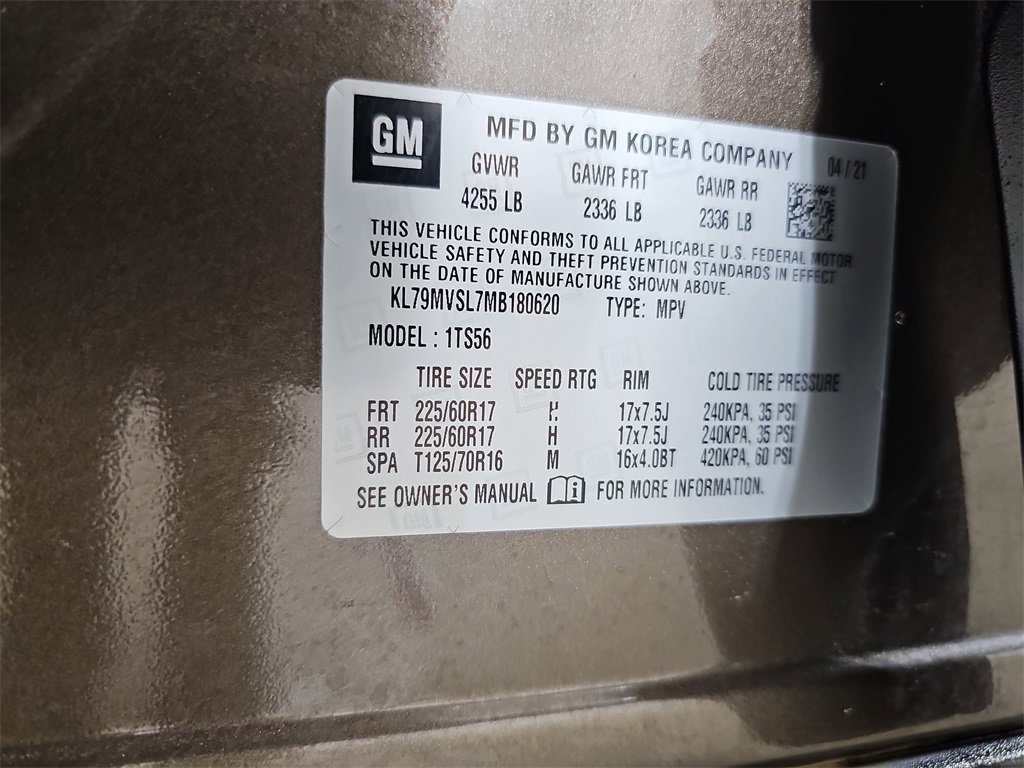 GM
MFD BY GM KOREA COMPANY 04 / 21
GVWR GAWR FRT GAWR RR
4255 LB 2336 LB 2336 LB
THIS VEHICLE CONFORMS TO ALL APPLICABLE U.S. FEDERAL MOTOR
VEHICLE SAFETY AND THEFT PREVENTION STANDARDS IN EFFECT
ON THE DATE OF MANUFACTURE SHOWN ABOVE.
KL79MVSL7MB180620 TYPE: MPV
MODEL : 1TS56
TIRE SIZE SPEED RTG RIM COLD TIRE PRESSURE
FRT 225/60R17 H 17x7.5J 240KPA, 35 PSI
RR 225/60R17 H 17x7.5J 240KPA, 35 PSI
SPA T125/70R16 M 16x4.0BT 420KPA, 60 PSI
SEE OWNER'S MANUAL FOR MORE INFORMATION.